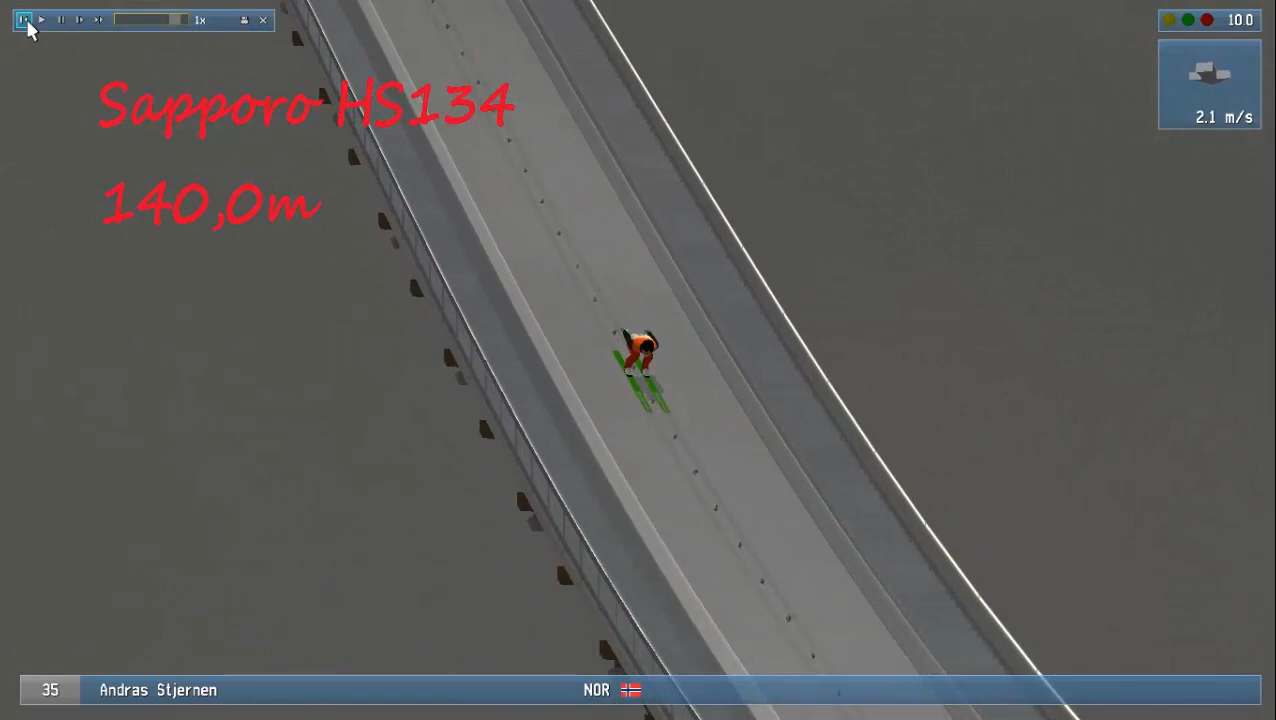 1x
10.0
Sapporo HS134
2.1 m/s
140,0m
35 Andras Stjernen NOR